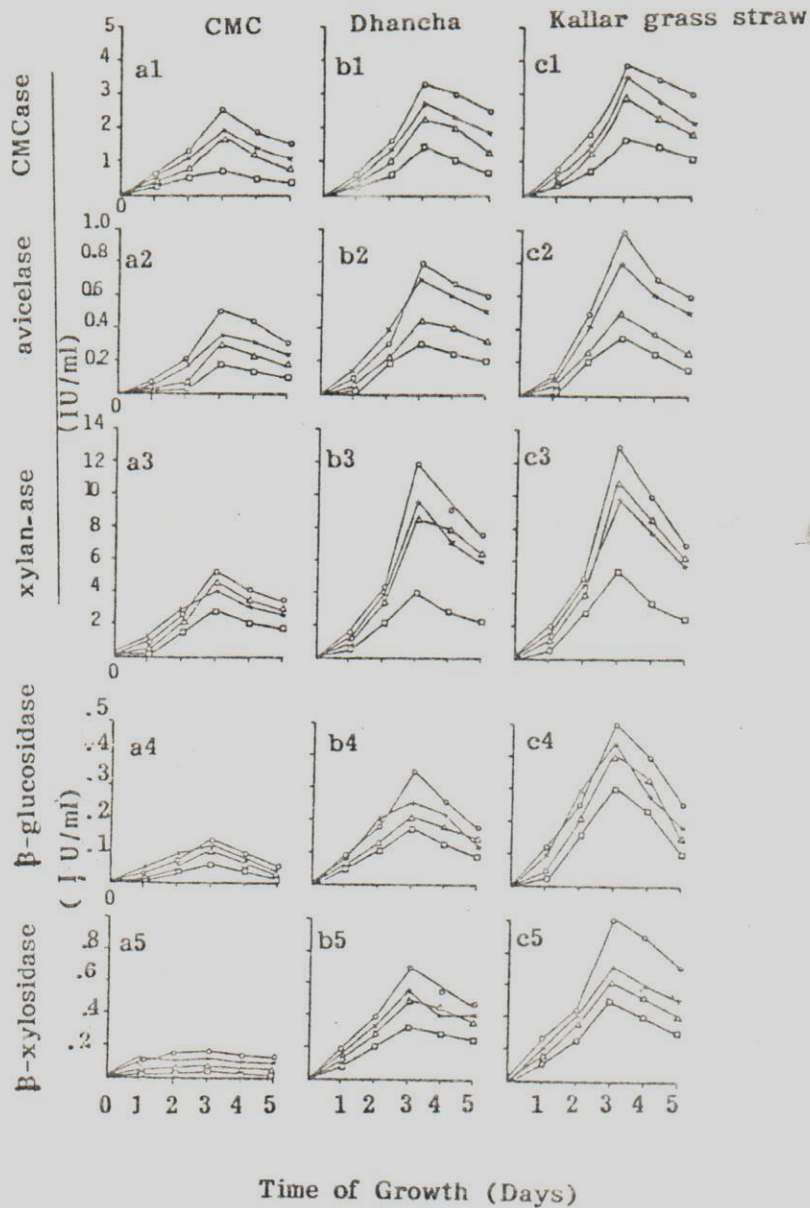 CMC Dhancha Kallar grass straw
CMCase
5
4
3
2
1
0
a1 b1 c1
avicelase
(IU/ml)
1.0
0.8
0.6
0.4
0.2
0
a2 b2 c2
xylan-ase
14
12
10
8
6
4
2
0
a3 b3 c3
β-glucosidase
( I U/ml)
.5
.4
.3
.2
.1
0
a4 b4 c4
β-xylosidase
.8
.6
.4
.2
a5 b5 c5
0 1 2 3 4 5 1 2 3 4 5 1 2 3 4 5
Time of Growth (Days)